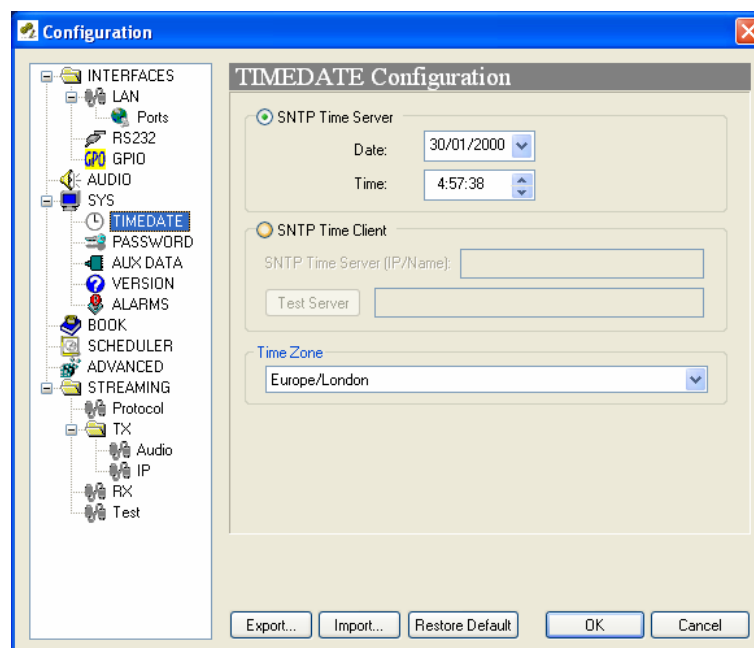 Configuration
INTERFACES
LAN
Ports
RS232
GPO GPIO
AUDIO
SYS
TIMEDATE
PASSWORD
AUX DATA
VERSION
ALARMS
BOOK
SCHEDULER
ADVANCED
STREAMING
Protocol
TX
Audio
IP
RX
Test
TIMEDATE Configuration
SNTP Time Server
Date: 30/01/2000
Time: 4:57:38
SNTP Time Client
SNTP Time Server (IP/Name):
Test Server
Time Zone
Europe/London
Export... Import... Restore Default OK Cancel